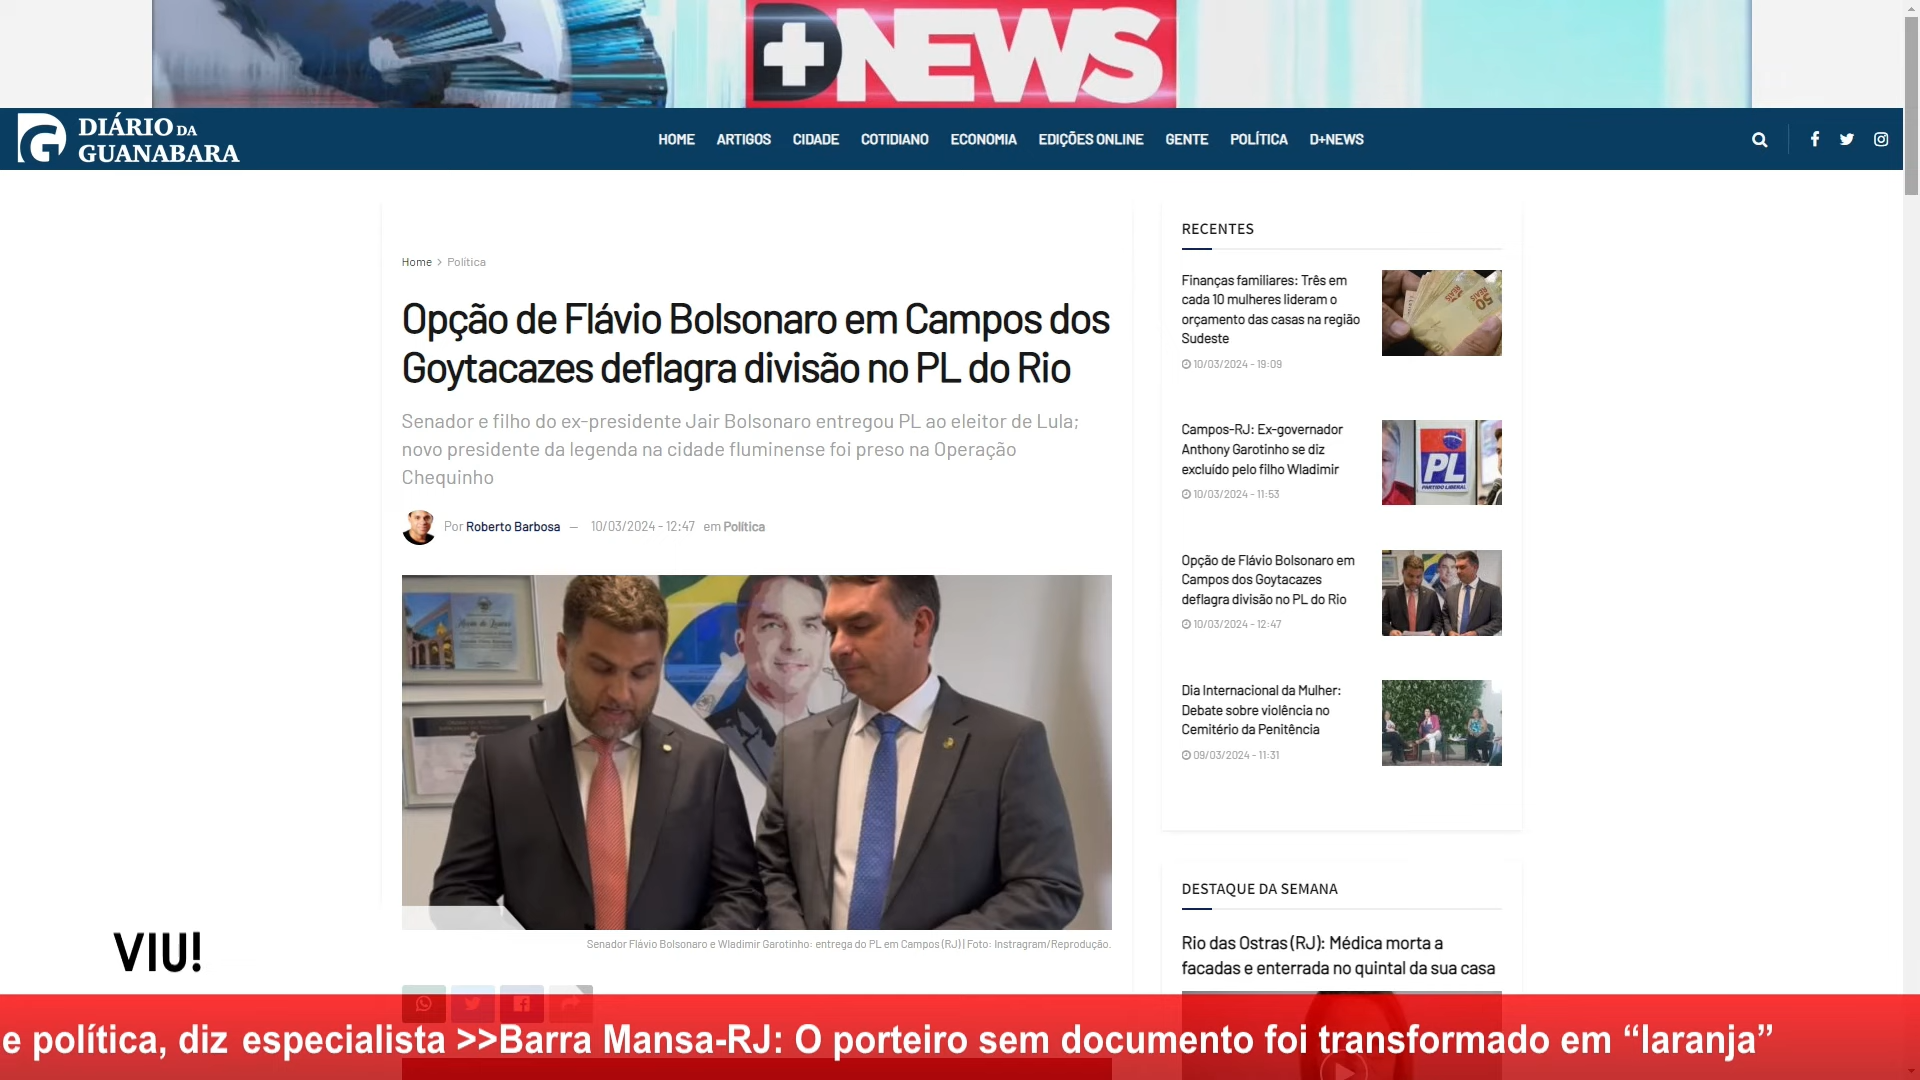 +D NEWS
DIÁRIO DA
GUANABARA
HOME ARTIGOS CIDADE COTIDIANO ECONOMIA EDIÇÕES ONLINE GENTE POLÍTICA D+NEWS
Home > Política
Opção de Flávio Bolsonaro em Campos dos
Goytacazes deflagra divisão no PL do Rio
Senador e filho do ex-presidente Jair Bolsonaro entregou PL ao eleitor de Lula;
novo presidente da legenda na cidade fluminense foi preso na Operação
Chequinho
Por Roberto Barbosa — 10/03/2024 - 12:47 em Política
Senador Flávio Bolsonaro e Wladimir Garotinho: entrega do PL em Campos (RJ) | Foto: Instragram/Reprodução.
RECENTES
Finanças familiares: Três em
cada 10 mulheres lideram o
orçamento das casas na região
Sudeste
10/03/2024 - 19:09
Campos-RJ: Ex-governador
Anthony Garotinho se diz
excluído pelo filho Wladimir
10/03/2024 - 11:53
PL
PARTIDO LIBERAL
Opção de Flávio Bolsonaro em
Campos dos Goytacazes
deflagra divisão no PL do Rio
10/03/2024 - 12:47
Dia Internacional da Mulher:
Debate sobre violência no
Cemitério da Penitência
09/03/2024 - 11:31
DESTAQUE DA SEMANA
Rio das Ostras (RJ): Médica morta a
facadas e enterrada no quintal da sua casa
VIU!
e política, diz especialista >>Barra Mansa-RJ: O porteiro sem documento foi transformado em “laranja”